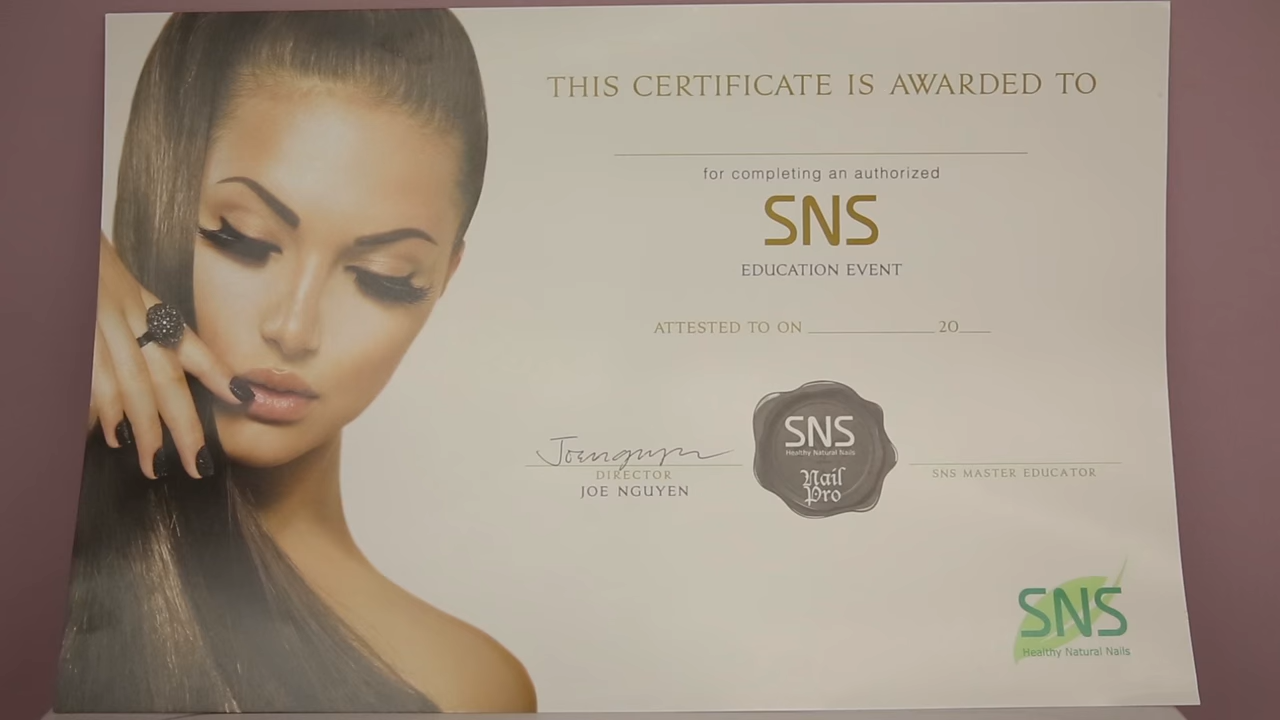 THIS CERTIFICATE IS AWARDED TO
for completing an authorized
SNS
EDUCATION EVENT
ATTESTED TO ON 20
Joenguyen
DIRECTOR
JOE NGUYEN
SNS
Healthy Natural Nails
Nail
Pro
SNS MASTER EDUCATOR
SNS
Healthy Natural Nails